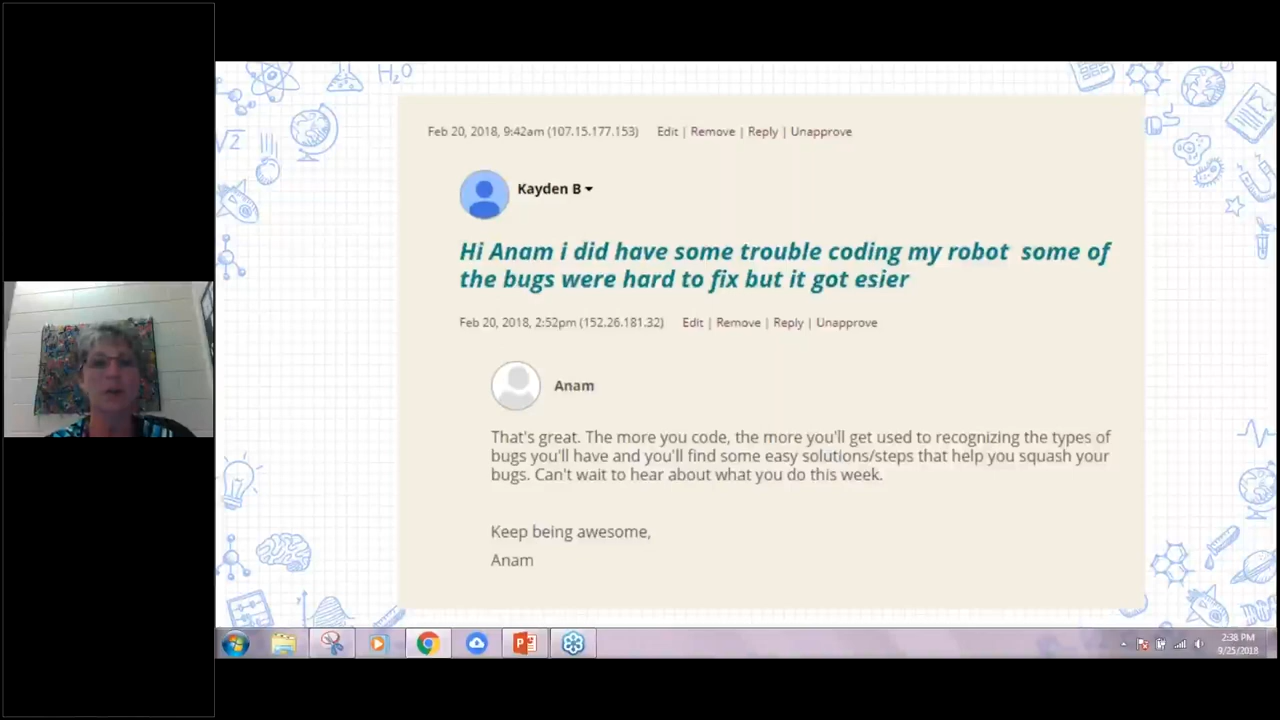 H₂O
√2
Feb 20, 2018, 9:42am (107.15.177.153) Edit | Remove | Reply | Unapprove
Kayden B
Hi Anam i did have some trouble coding my robot some of
the bugs were hard to fix but it got esier
Feb 20, 2018, 2:52pm (152.26.181.32) Edit | Remove | Reply | Unapprove
Anam
That's great. The more you code, the more you'll get used to recognizing the types of
bugs you'll have and you'll find some easy solutions/steps that help you squash your
bugs. Can't wait to hear about what you do this week.
Keep being awesome,
Anam
2:38 PM
9/25/2018